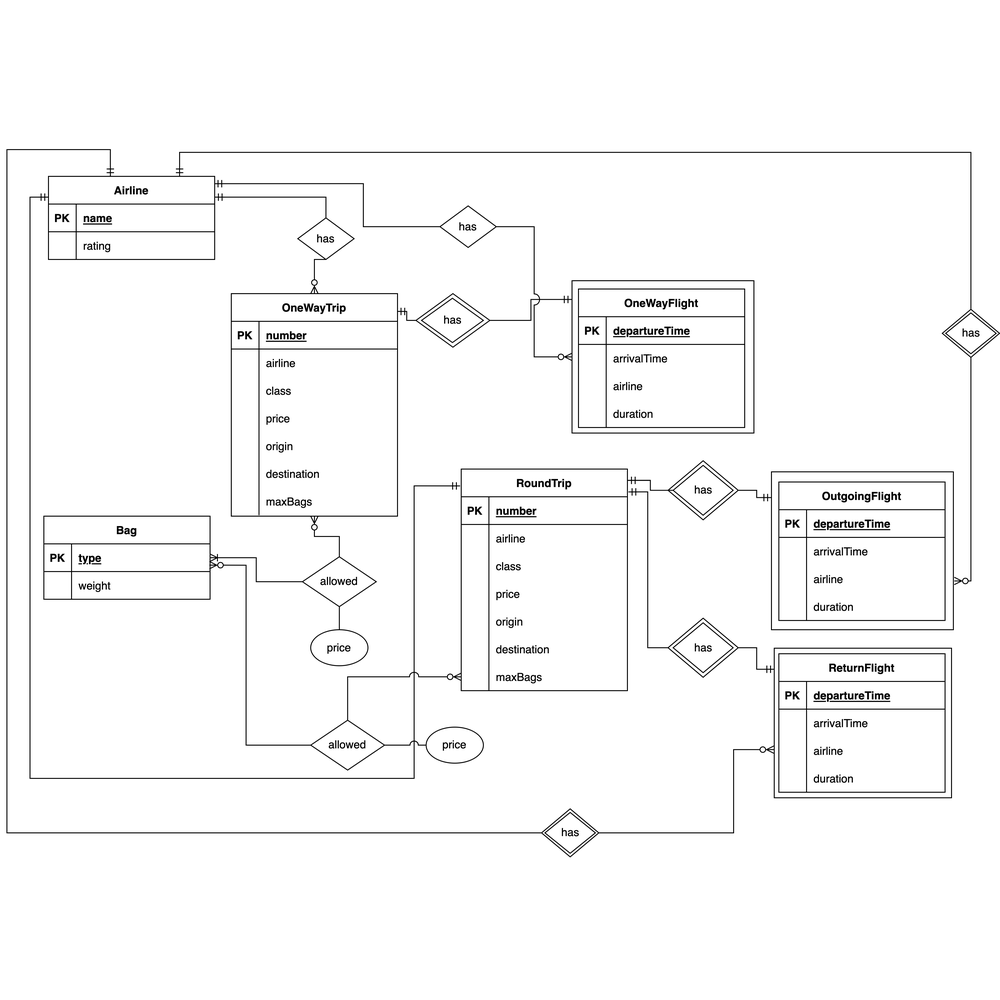 Airline
PK name
rating
has
has
OneWayTrip
PK number
airline
class
price
origin
destination
maxBags
has
OneWayFlight
PK departureTime
arrivalTime
airline
duration
has
Bag
PK type
weight
allowed
price
RoundTrip
PK number
airline
class
price
origin
destination
maxBags
has
OutgoingFlight
PK departureTime
arrivalTime
airline
duration
has
ReturnFlight
PK departureTime
arrivalTime
airline
duration
allowed
price
has